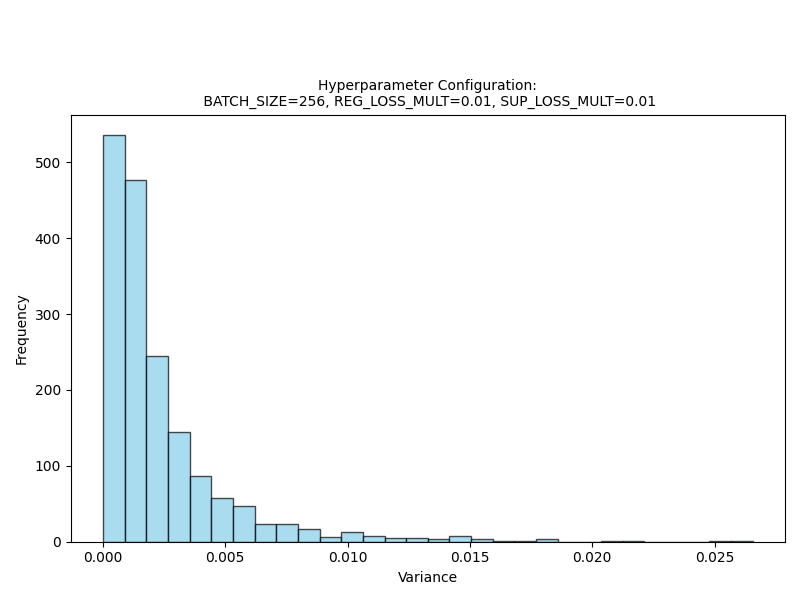 Hyperparameter Configuration:
BATCH_SIZE=256, REG_LOSS_MULT=0.01, SUP_LOSS_MULT=0.01
500
400
300
200
100
0
Frequency
0.000 0.005 0.010 0.015 0.020 0.025
Variance